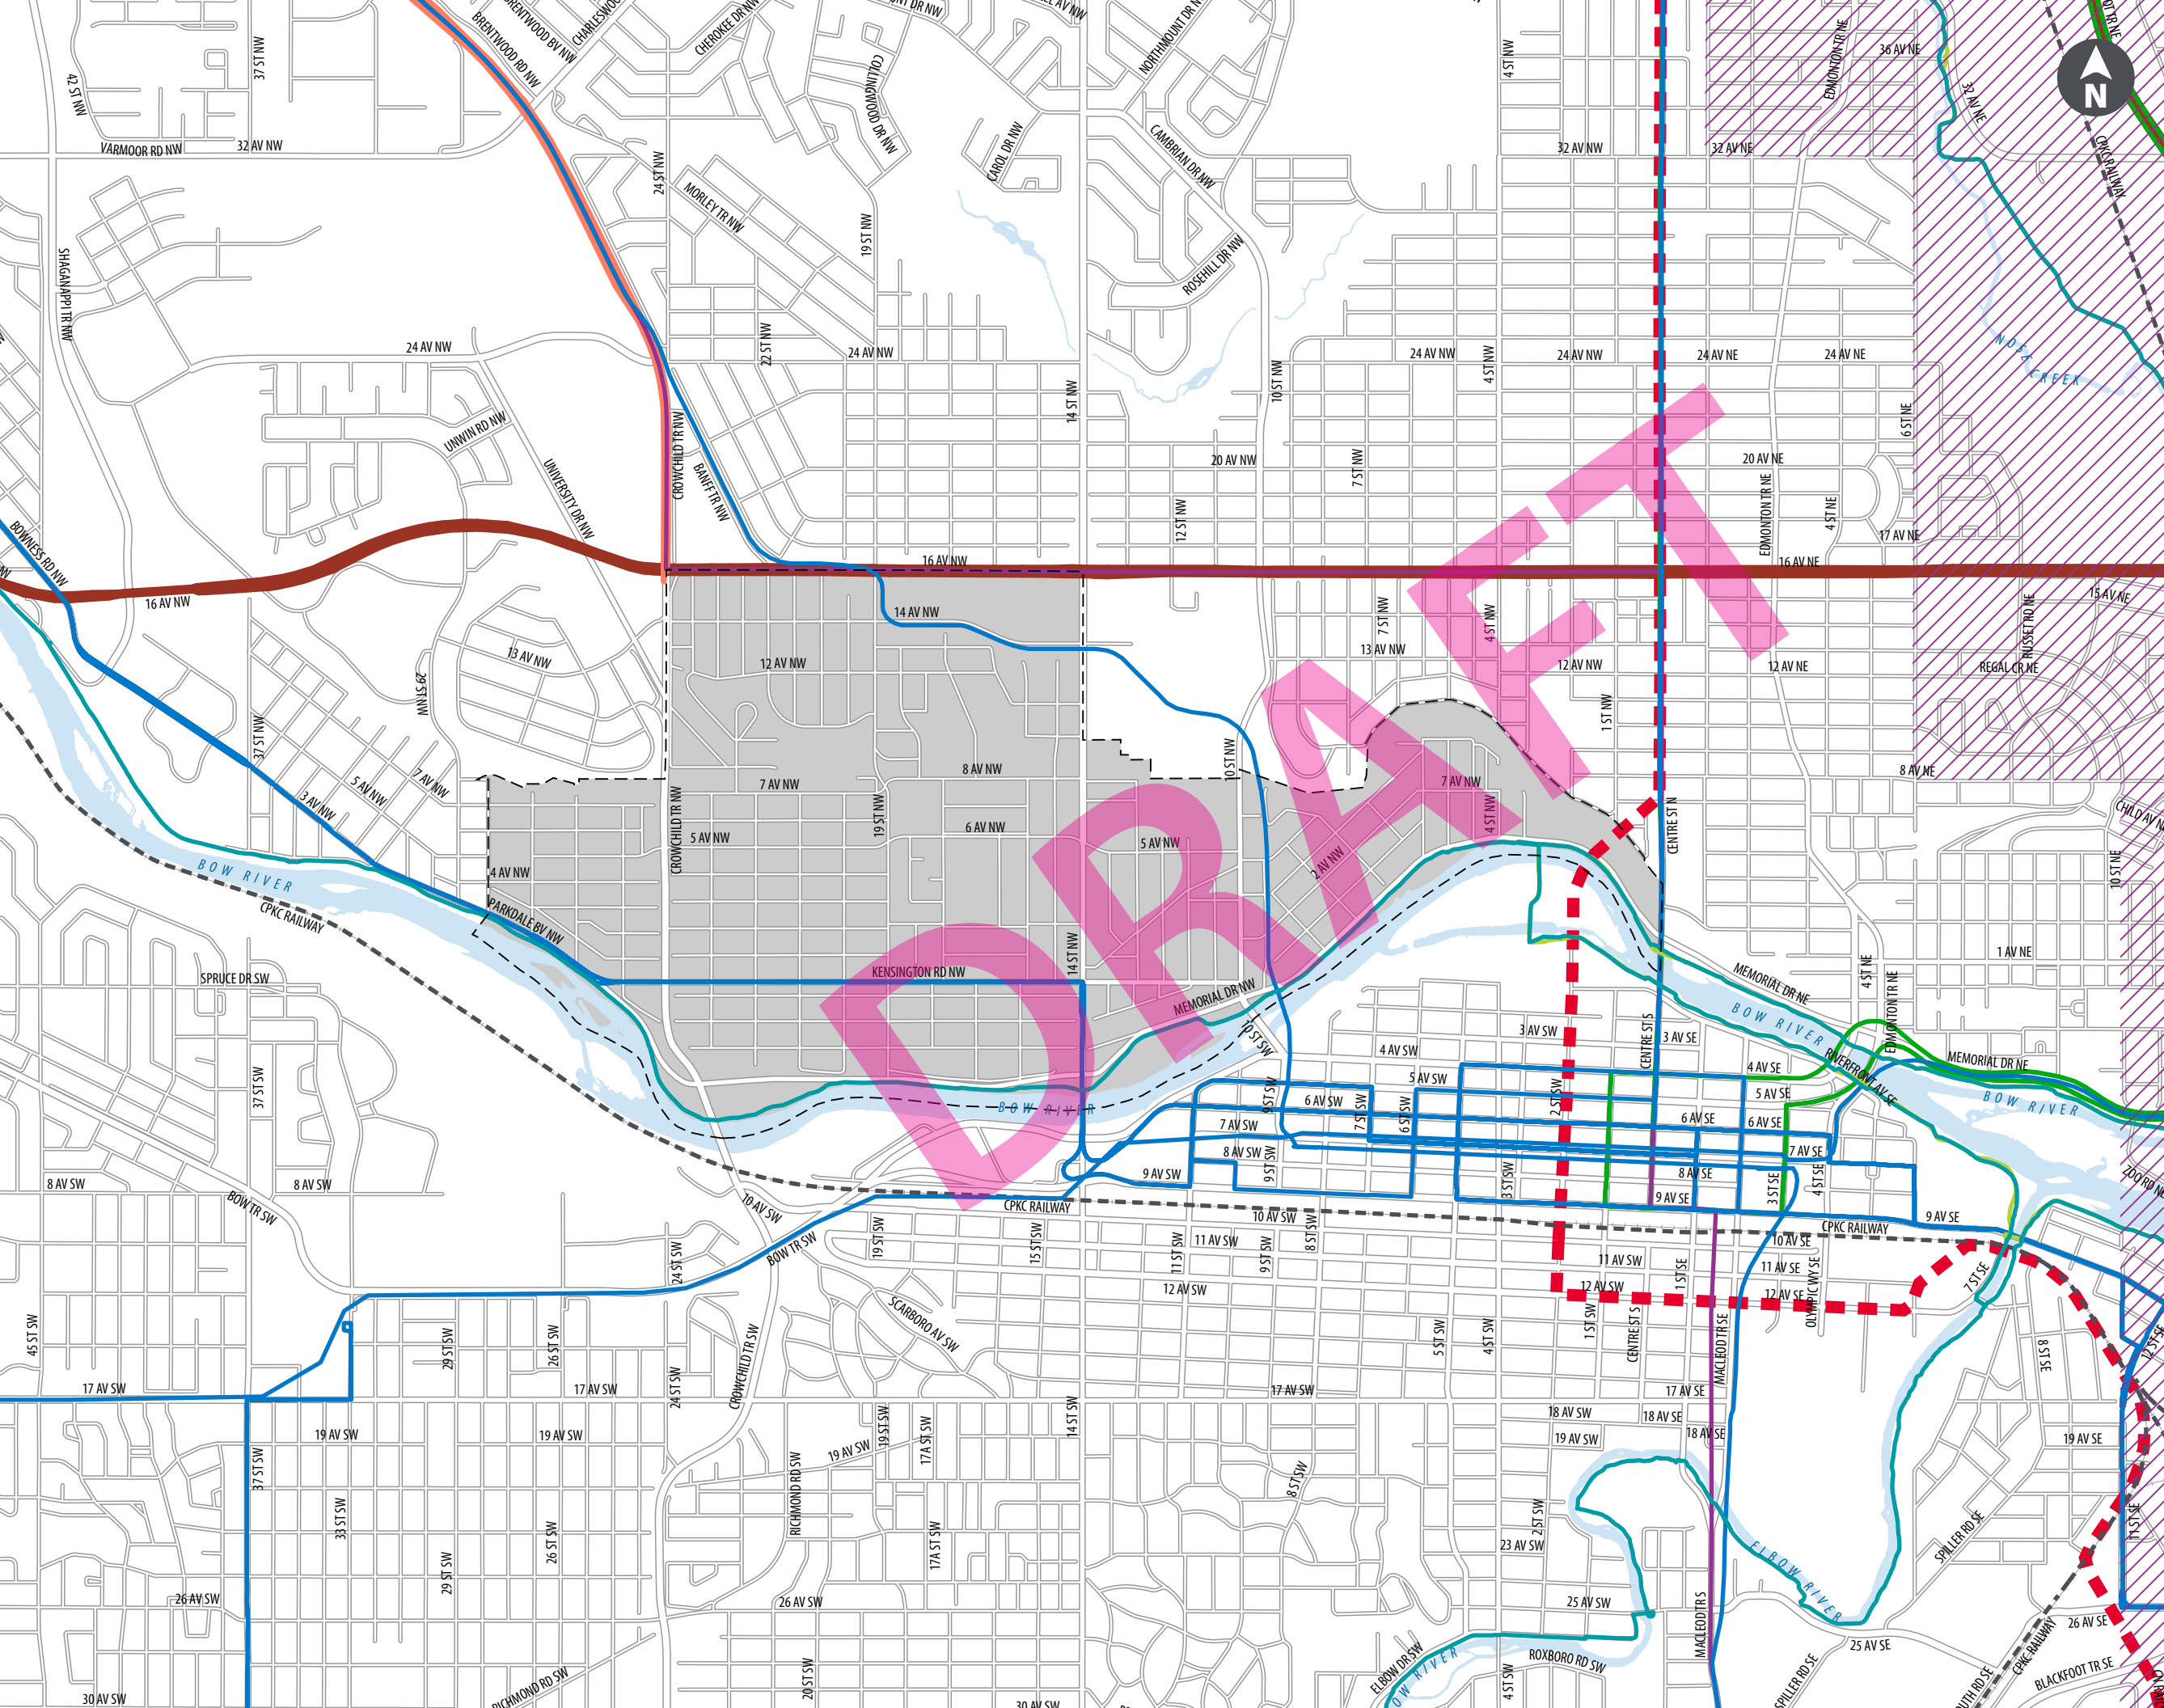 BRENTWOOD RD NW
BRENTWOOD BV NW
CHEROKEE DR NW
COLLINGWOOD DR NW
NORTHMOUNT DR NW
4 ST NW
EDMONTON TR NE
36 AV NE
32 AV NE
N
CPKC RAILWAY
42 ST NW
37 ST NW
VARMOOR RD NW
32 AV NW
24 ST NW
MORLEY TR NW
19 ST NW
CAROL DR NW
CAMBRIAN DR NW
ROSEHILL DR NW
32 AV NW
32 AV NE
SHAGANAPPI TR NW
24 AV NW
22 ST NW
24 AV NW
14 ST NW
10 ST NW
24 AV NW
4 ST NW
24 AV NW
24 AV NE
24 AV NE
NOSE
CREEK
UNWIN RD NW
UNIVERSITY DR NW
CROWCHILD TR NW
BANFF TR NW
20 AV NW
12 ST NW
7 ST NW
20 AV NE
EDMONTON TR NE
4 ST NE
6 ST NE
17 AV NE
BOWNESS RD NW
16 AV NW
16 AV NW
16 AV NE
15 AV NE
14 AV NW
13 AV NW
29 ST NW
12 AV NW
7 ST NW
4 ST NW
13 AV NW
12 AV NW
12 AV NE
RUSSET RD NE
REGAL CR NE
1 ST NW
37 ST NW
3 AV NW
5 AV NW
7 AV NW
7 AV NW
8 AV NW
10 ST NW
7 AV NW
8 AV NE
CROWCHILD TR NW
5 AV NW
19 ST NW
6 AV NW
5 AV NW
2 AV NW
4 ST NW
CENTRE ST N
10 ST NE
BOW RIVER
CPKC RAILWAY
4 AV NW
PARKDALE BV NW
KENSINGTON RD NW
14 ST NW
MEMORIAL DR NW
10 ST SW
DRAFT
1 AV NE
4 ST NE
EDMONTON TR NE
MEMORIAL DR NE
BOW RIVER
RIVERFRONT AV SE
MEMORIAL DR NE
BOW RIVER
SPRUCE DR SW
37 ST SW
BOW RIVER
3 AV SW
4 AV SW
5 AV SW
6 AV SW
7 AV SW
8 AV SW
9 AV SW
9 ST SW
9 ST SW
7 ST SW
6 ST SW
2 ST SW
3 ST SW
CENTRE ST S
3 AV SE
4 AV SE
5 AV SE
6 AV SE
6 AV SE
7 AV SE
8 AV SE
9 AV SE
3 ST SE
4 ST SE
9 AV SE
8 AV SW
8 AV SW
BOW TR SW
10 AV SW
BOW TR SW
19 ST SW
CPKC RAILWAY
15 ST SW
10 AV SW
11 AV SW
11 ST SW
9 ST SW
8 ST SW
12 AV SW
CPKC RAILWAY
10 AV SE
11 AV SW
1 ST SE
11 AV SE
12 AV SW
12 AV SE
OLYMPIC WY SE
7 ST SE
24 ST SW
45 ST SW
29 ST SW
26 ST SW
24 ST SW
CROWCHILD TR SW
SCARBORO AV SW
5 ST SW
4 ST SW
1 ST SW
CENTRE ST S
MACLEOD TR SE
8 ST SE
12 ST SE
17 AV SW
17 AV SW
17 AV SW
17 AV SE
14 ST SW
19 ST SW
17A ST SW
18 AV SW
18 AV SE
18 AV SE
19 AV SW
19 AV SE
19 AV SW
19 AV SW
19 AV SW
37 ST SW
33 ST SW
26 ST SW
29 ST SW
RICHMOND RD SW
17A ST SW
8 ST SW
2 ST SW
23 AV SW
ELBOW RIVER
SPILLER RD SE
11 ST SE
26 AV SW
26 AV SW
25 AV SW
25 AV SE
26 AV SE
MACLEOD TR S
ELBOW DR SW
ROXBORO RD SW
SPILLER RD SE
CPKC RAILWAY
BLACKFOOT TR SE
30 AV SW
RICHMOND RD SW
20 ST SW
30 AV SW
4 ST SW